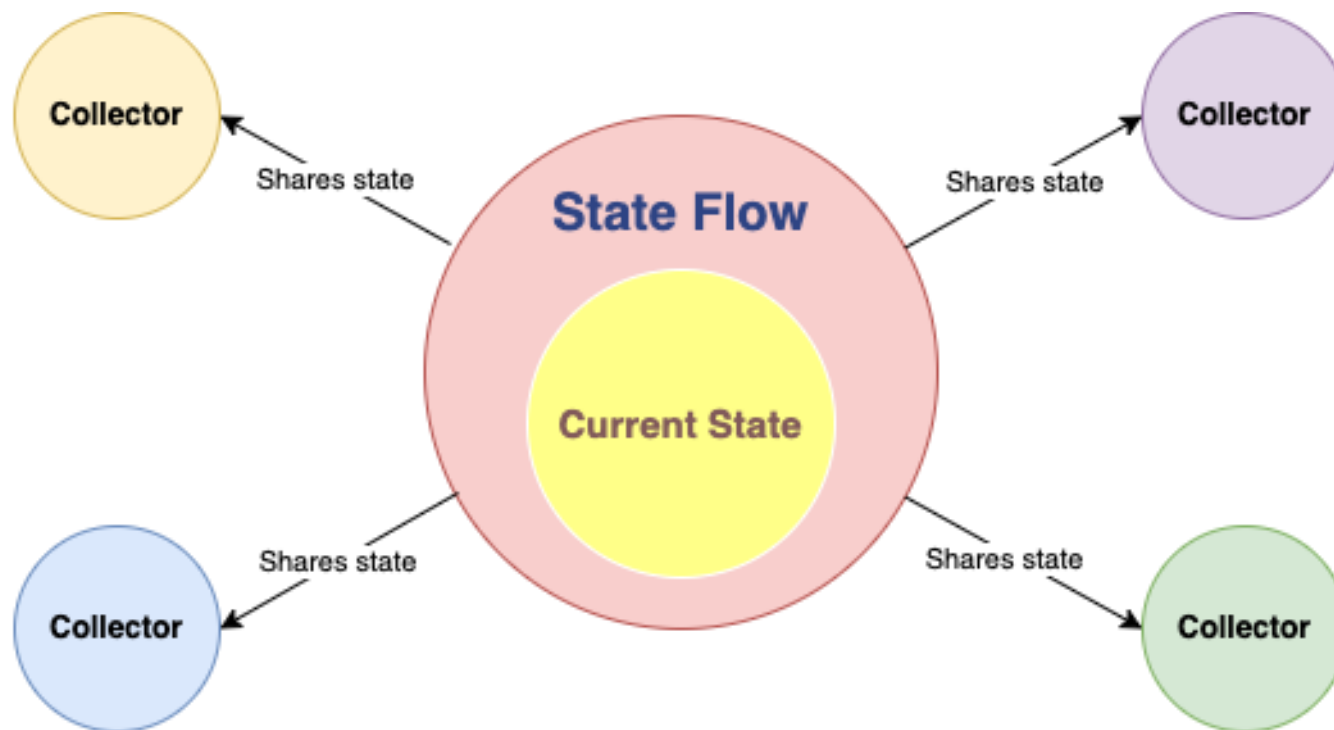 Collector
Collector
Shares state
Shares state
State Flow
Current State
Shares state
Shares state
Collector
Collector